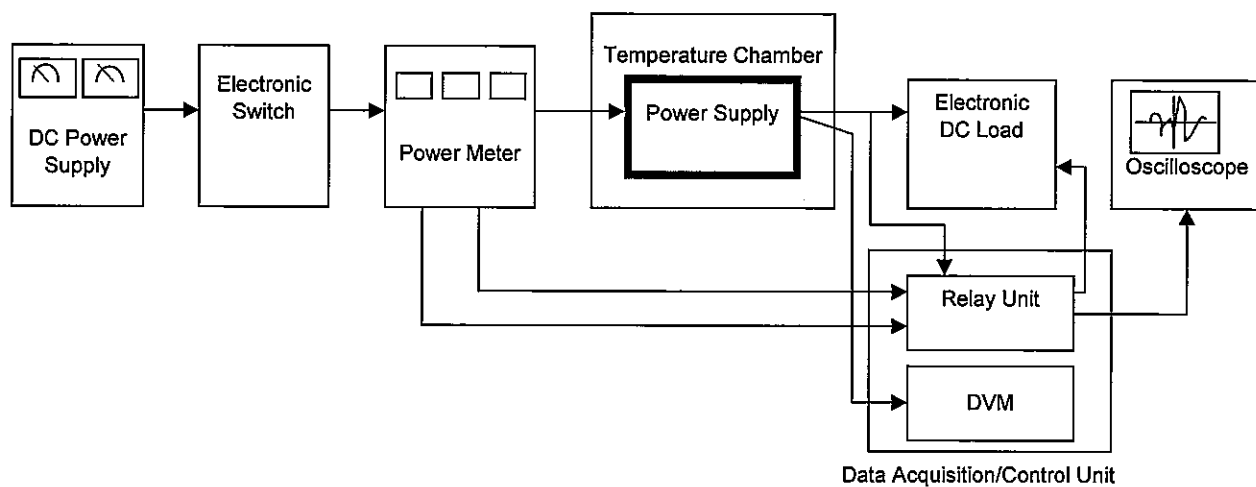 DC Power
Supply
Electronic
Switch
Power Meter
Temperature Chamber
Power Supply
Electronic
DC Load
Oscilloscope
Relay Unit
DVM
Data Acquisition/Control Unit